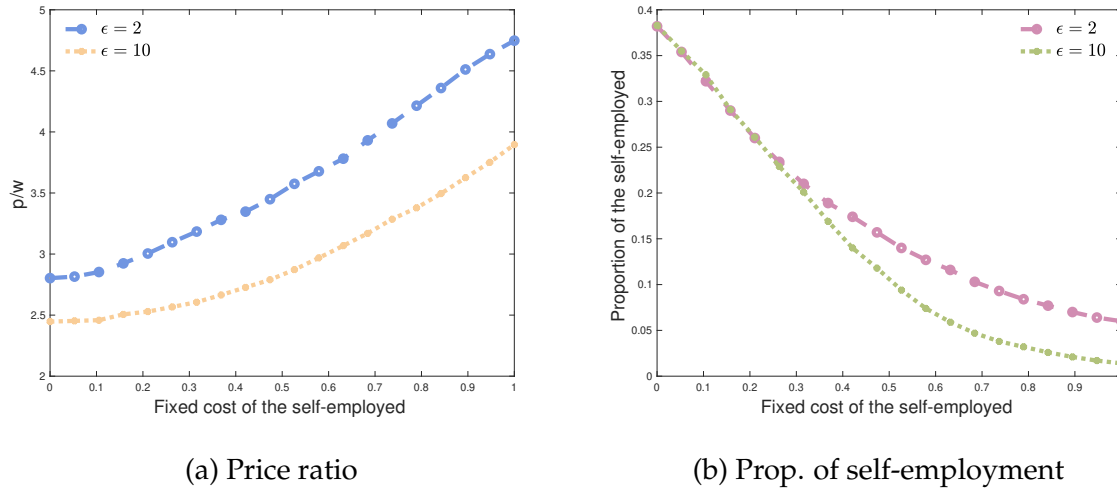 5
4.5
4
3.5
3
2.5
2
p/w
ϵ = 2
ϵ = 10
0 0.1 0.2 0.3 0.4 0.5 0.6 0.7 0.8 0.9 1
Fixed cost of the self-employed
(a) Price ratio
0.4
0.35
0.3
0.25
0.2
0.15
0.1
0.05
0
Proportion of the self-employed
ϵ = 2
ϵ = 10
0 0.1 0.2 0.3 0.4 0.5 0.6 0.7 0.8 0.9
Fixed cost of the self-employed
(b) Prop. of self-employment